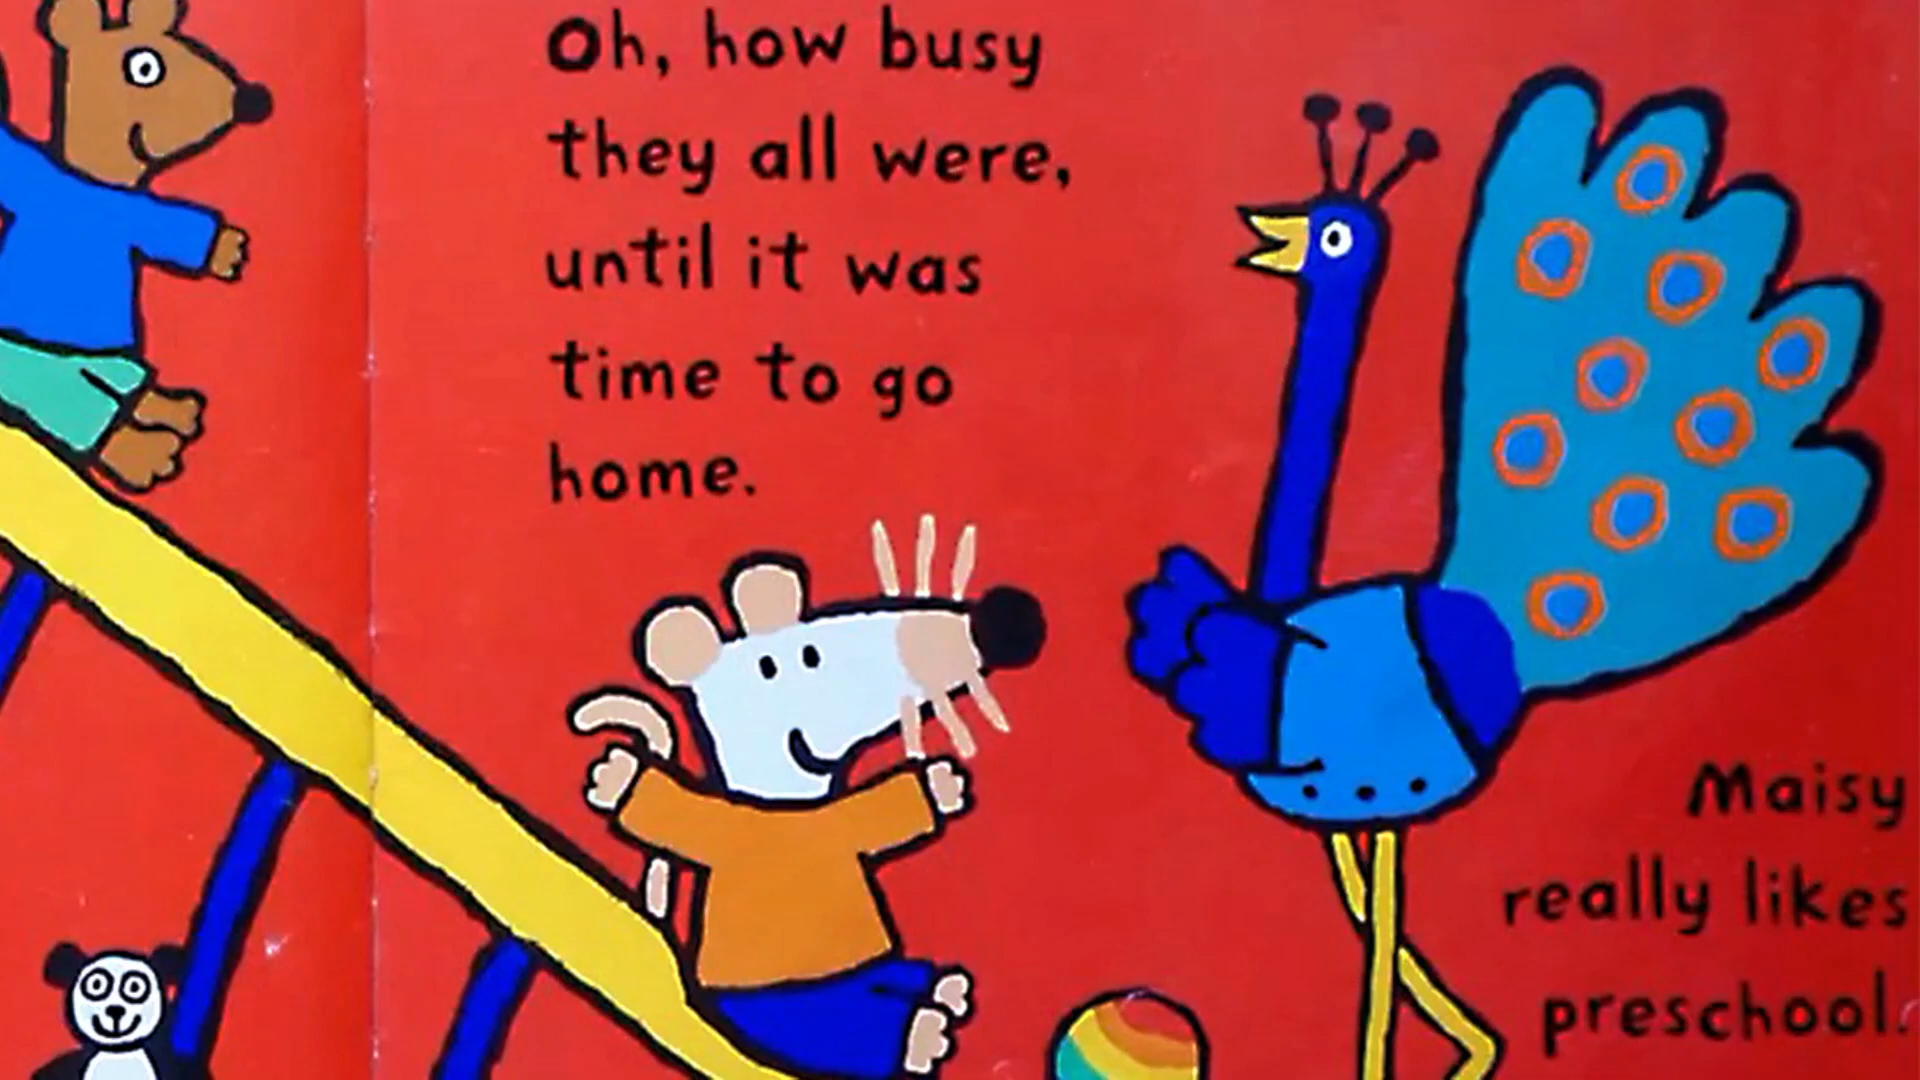 Oh, how busy
they all were,
until it was
time to go
home.
Maisy
really likes
preschool.